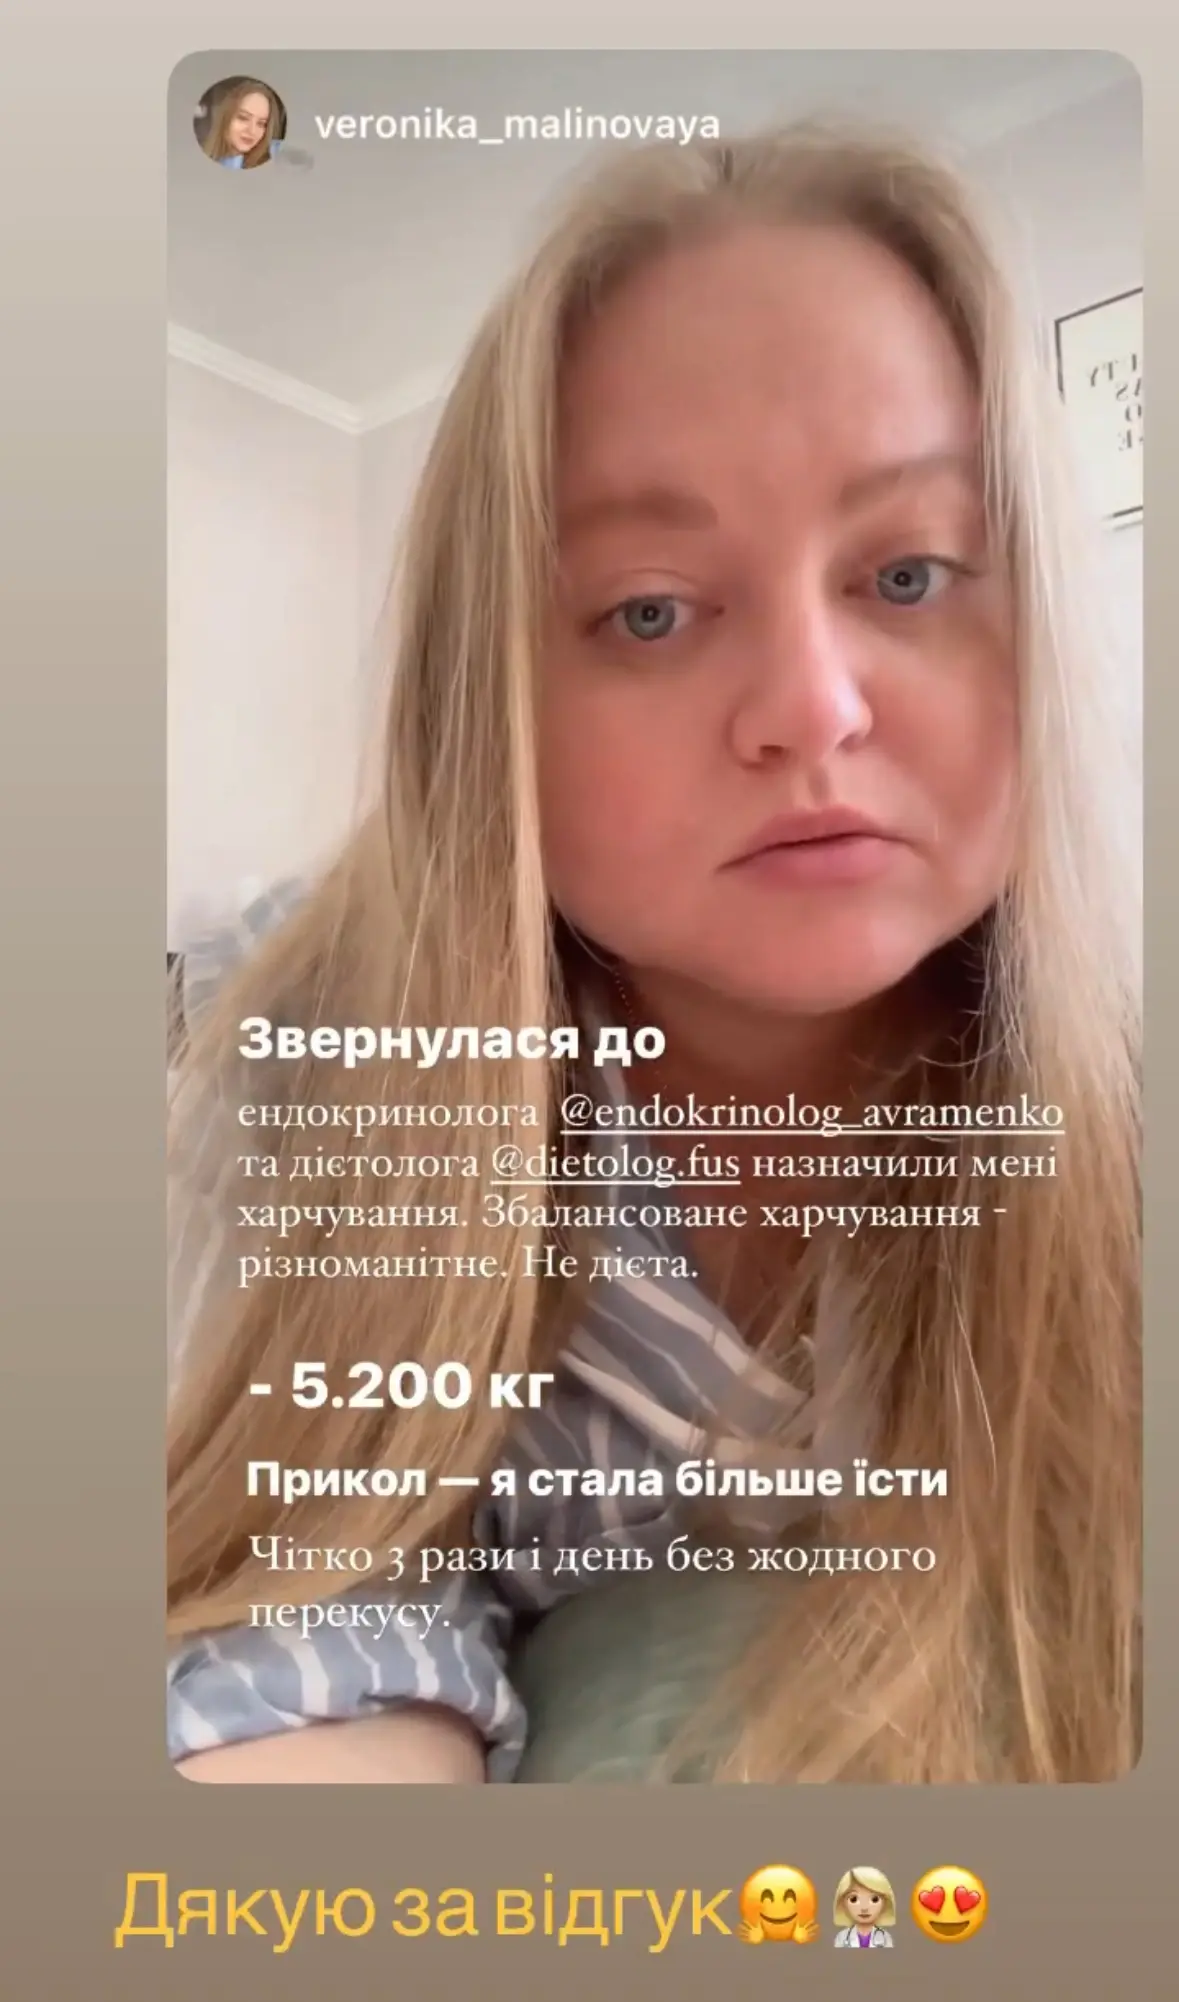 veronika_malinovaya
Звернулася до
ендокринолога @endokrinolog_avramenko
та дієтолога @dietolog.fus назначили мені
харчування. Збалансоване харчування -
різноманітне. Не дієта.
- 5.200 кг
Прикол — я стала більше їсти
Чітко 3 рази і день без жодного
перекусу.
Дякую за відгук🤗👩🏼‍⚕️😍